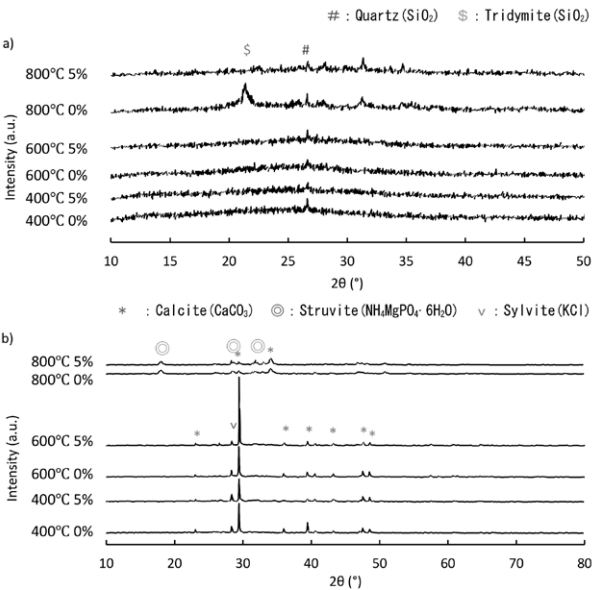 # : Quartz(SiO₂) $ : Tridymite(SiO₂)
a)
$ #
800℃ 5%
800℃ 0%
600℃ 5%
600℃ 0%
400℃ 5%
400℃ 0%
Intensity (a.u.)
10 15 20 25 30 35 40 45 50
2θ (°)
* : Calcite(CaCO₃) ◎ : Struvite(NH₄MgPO₄· 6H₂O) v : Sylvite(KCl)
b)
◎ ◎ * ◎ *
800℃ 5%
800℃ 0%
* v * * * * *
600℃ 5%
600℃ 0%
400℃ 5%
400℃ 0%
Intensity (a.u.)
10 20 30 40 50 60 70 80
2θ (°)